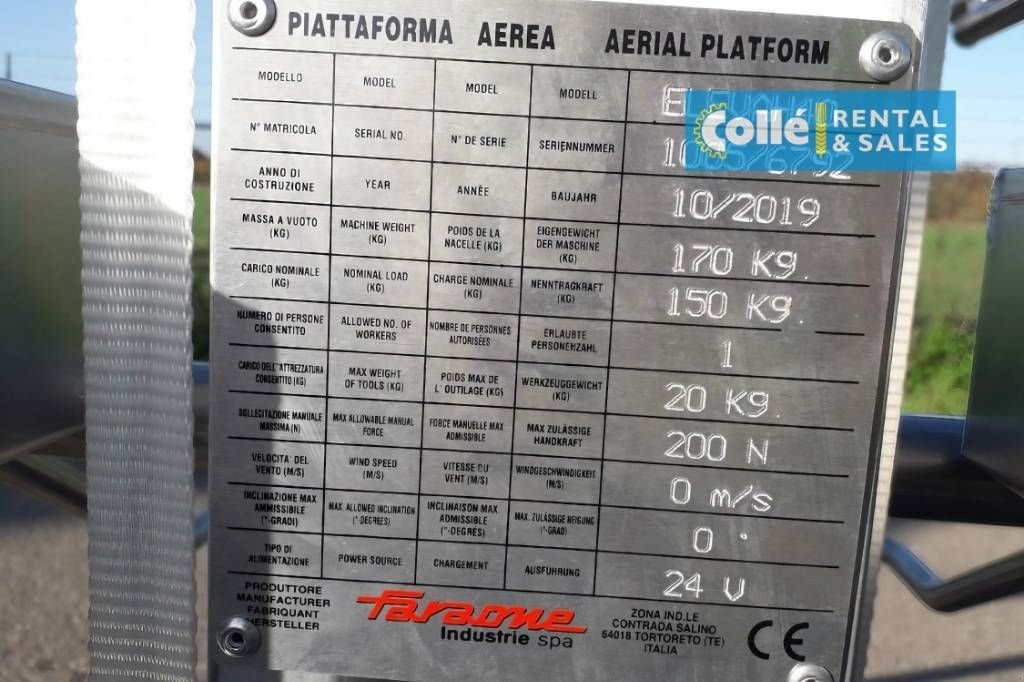 PIATTAFORMA AEREA AERIAL PLATFORM
MODELLO MODEL MODEL MODELL
Collé RENTAL & SALES
N° MATRICOLA SERIAL NO. N° DE SERIE SERIENNUMMER
ANNO DI COSTRUZIONE YEAR ANNÈE BAUJAHR 10/2019
MASSA A VUOTO (KG) MACHINE WEIGHT (KG) POIDS DE LA NACELLE (KG) EIGENGEWICHT DER MASCHINE (KG) 170 Kg.
CARICO NOMINALE (KG) NOMINAL LOAD (KG) CHARGE NOMINALE (KG) NENNTRAGKRAFT (KG) 150 Kg.
NUMERO DI PERSONE CONSENTITO ALLOWED NO. OF WORKERS NOMBRE DE PERSONNES AUTORISÉES ERLAUBTE PERSONENZAHL 1
CARICO DELL'ATTREZZATURA CONSENTITO (KG) MAX WEIGHT OF TOOLS (KG) POIDS MAX DE L'OUTILAGE (KG) WERKZEUGGEWICHT (KG) 20 Kg.
SOLLECITAZIONE MANUALE MASSIMA (N) MAX ALLOWABLE MANUAL FORCE FORCE MANUELLE MAX ADMISSIBLE MAX ZULÄSSIGE HANDKRAFT 200 N
VELOCITA' DEL VENTO (M/S) WIND SPEED (M/S) VITESSE DU VENT (M/S) WINDGESCHWINDIGKEIT (M/S) 0 m/s
INCLINAZIONE MAX AMMISSIBILE (°-GRADI) MAX. ALLOWED INCLINATION (°-DEGREES) INCLINAISON MAX ADMISSIBLE (°-DEGRES) MAX. ZULÄSSIGE NEIGUNG (°-GRAD) 0 °
TIPO DI ALIMENTAZIONE POWER SOURCE CHARGEMENT AUSFÜHRUNG 24 V
PRODUTTORE
MANUFACTURER
FABRIQUANT
HERSTELLER
faraone
Industrie spa
ZONA IND.LE
CONTRADA SALINO
64018 TORTORETO (TE)
ITALIA
CE